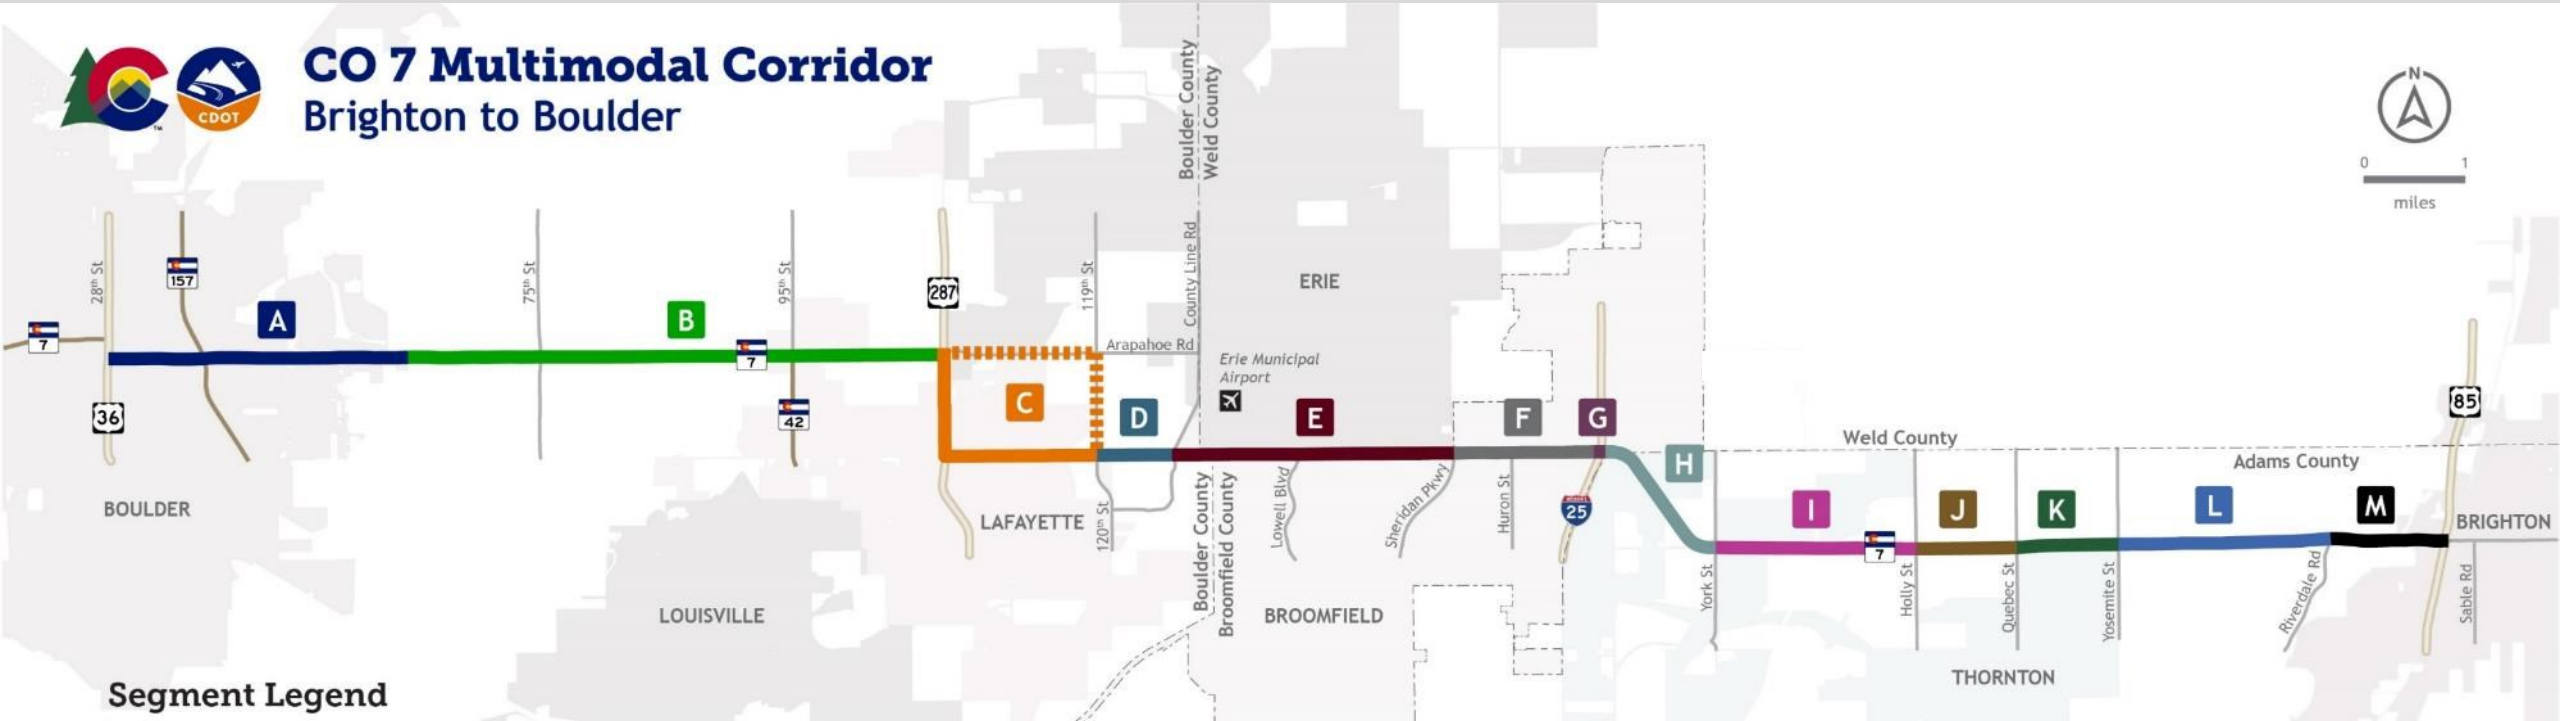 CO 7 Multimodal Corridor
Brighton to Boulder
C
TM
CDOT
Boulder County
Weld County
N
0 1
miles
28th St
157
75th St
95th St
287
119th St
County Line Rd
ERIE
A
B
7
7
Arapahoe Rd
Erie Municipal
Airport
36
42
C
D
E
F
G
H
85
Weld County
Adams County
BOULDER
LAFAYETTE
120th St
Boulder County
Broomfield County
Lowell Blvd
Sheridan Pkwy
Huron St
25
I
J
K
L
M
BRIGHTON
7
York St
Holly St
Quebec St
Yosemite St
Riverdale Rd
Sable Rd
LOUISVILLE
BROOMFIELD
THORNTON
Segment Legend